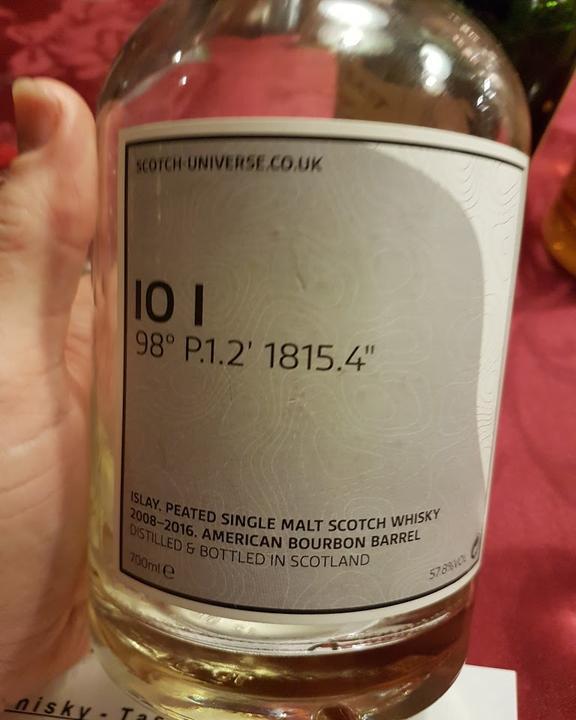 SCOTCH-UNIVERSE.CO.UK
IO I
98° P.1.2' 1815.4"
ISLAY. PEATED SINGLE MALT SCOTCH WHISKY
2008–2016. AMERICAN BOURBON BARREL
DISTILLED & BOTTLED IN SCOTLAND
700ml e
57.8%VOL